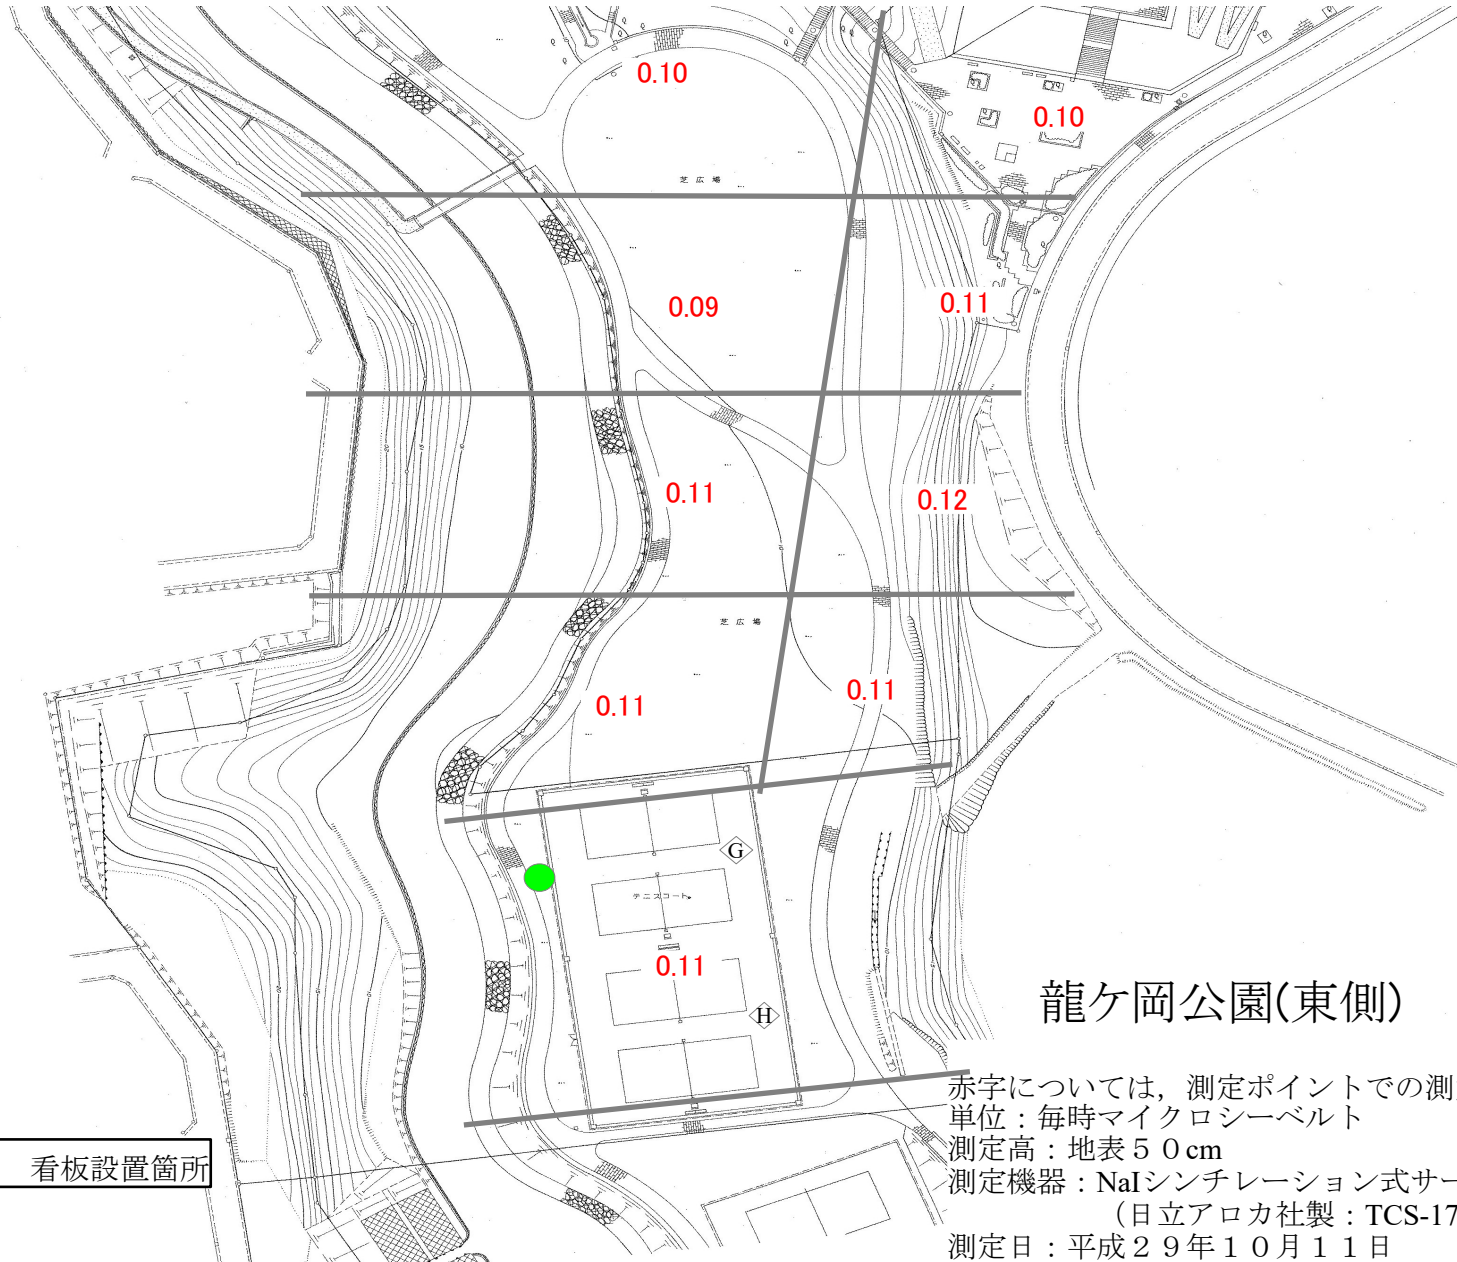 0.10
0.10
芝広場
0.09
0.11
0.11
0.12
芝広場
0.11
0.11
G
テニスコート
0.11
H
龍ケ岡公園(東側)
赤字については，測定ポイントでの測
単位：毎時マイクロシーベルト
測定高：地表５０cm
測定機器：NaIシンチレーション式サー
（日立アロカ社製：TCS-17
測定日：平成２９年１０月１１日
看板設置箇所